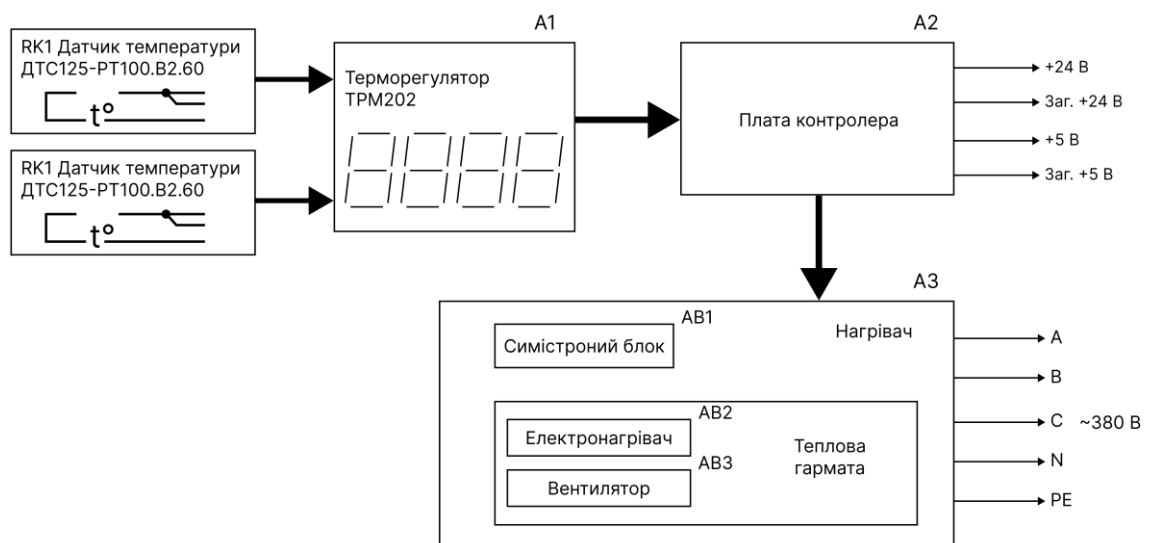 RK1 Датчик температури
ДТС125-РТ100.В2.60
t°
RK1 Датчик температури
ДТС125-РТ100.В2.60
t°
A1
Терморегулятор
ТРМ202
A2
Плата контролера
+24 В
Заг. +24 В
+5 В
Заг. +5 В
A3
Нагрівач
AB1
Симістроний блок
AB2
Електронагрівач
AB3
Вентилятор
Теплова
гармата
A
B
C ~380 В
N
PE